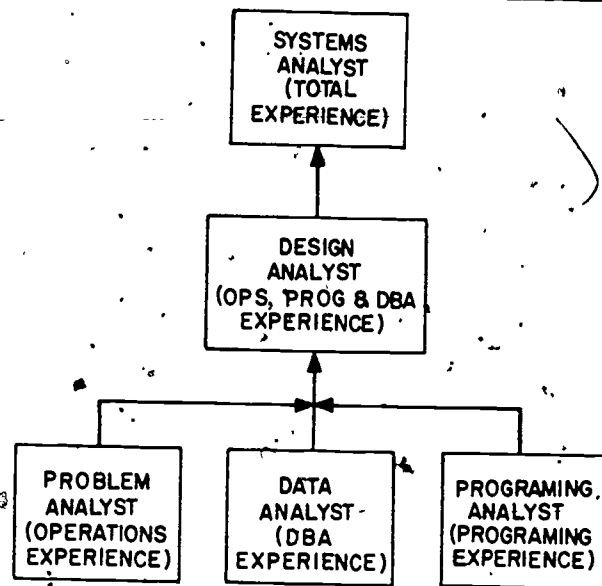 SYSTEMS
ANALYST
(TOTAL
EXPERIENCE)
DESIGN
ANALYST
(OPS, PROG & DBA
EXPERIENCE)
PROBLEM
ANALYST
(OPERATIONS
EXPERIENCE)
DATA
ANALYST
(DBA
EXPERIENCE)
PROGRAMING
ANALYST
(PROGRAMING
EXPERIENCE)